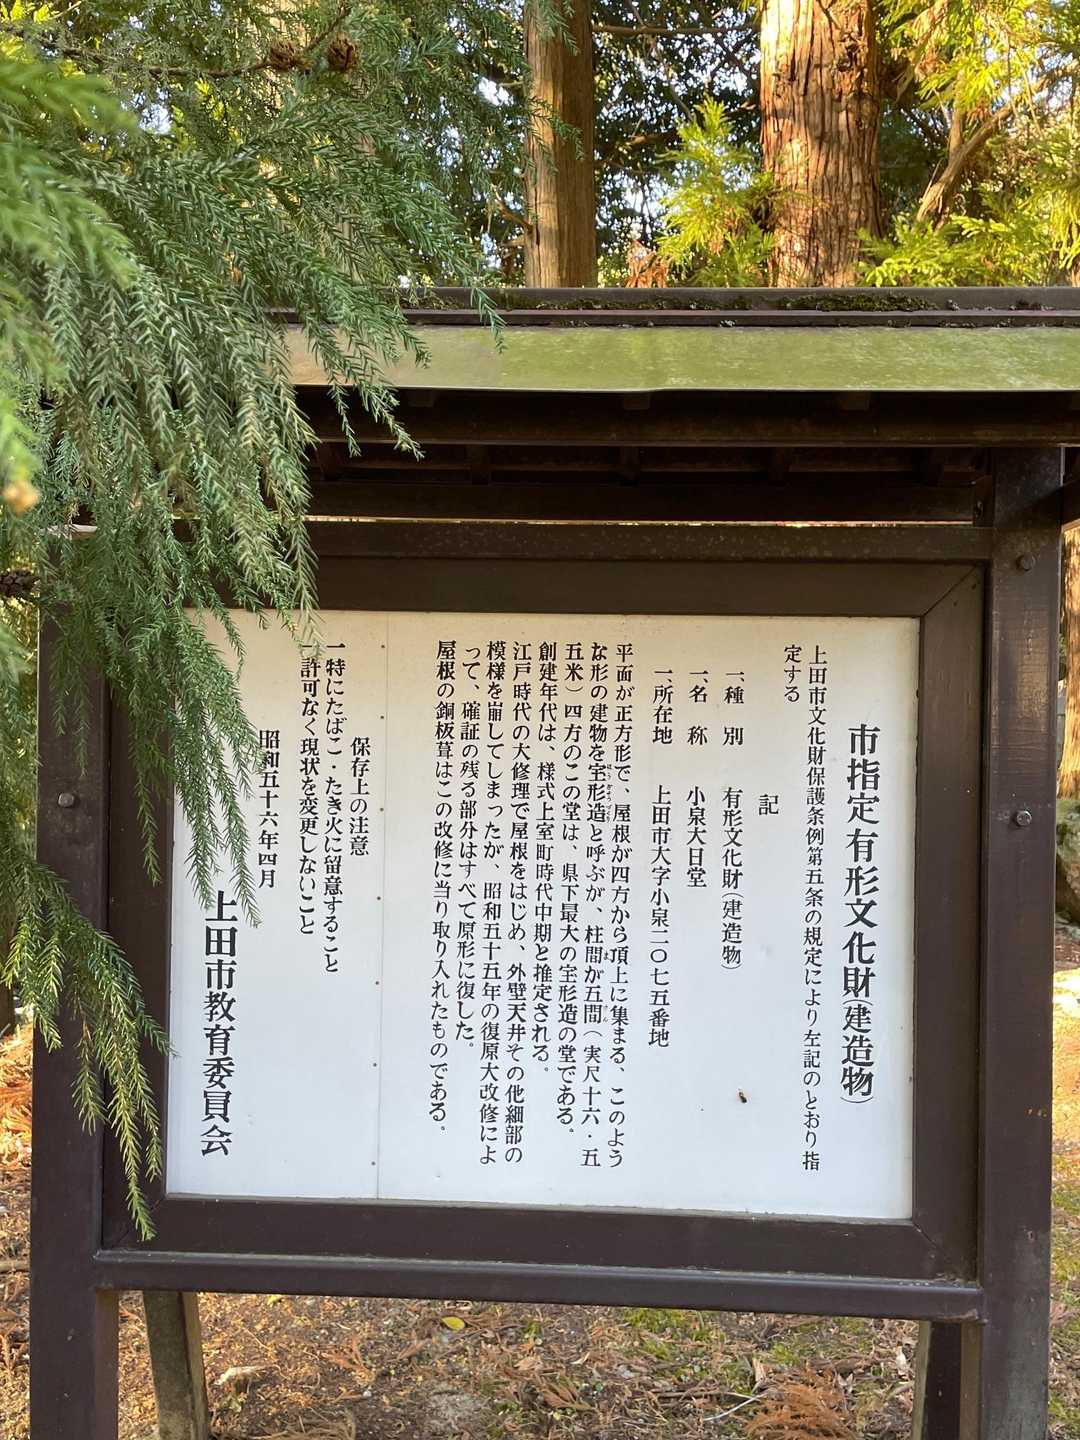 市指定有形文化財(建造物)
上田市文化財保護条例第五条の規定により左記のとおり指
定する
記
一、種　別　有形文化財(建造物)
一、名　称　小泉大日堂
一、所在地　上田市大字小泉二〇七五番地
平面が正方形で、屋根が四方から頂上に集まる、このよう
な形の建物を宝形造と呼ぶが、柱間が五間(実尺十六・五
五米)四方のこの堂は、県下最大の宝形造の堂である。
創建年代は、様式上室町時代中期と推定される。
江戸時代の大修理で屋根をはじめ、外壁天井その他細部の
模様を崩してしまったが、昭和五十五年の復原大改修によ
って、確証の残る部分はすべて原形に復した。
屋根の銅板葺はこの改修に当り取り入れたものである。
保存上の注意
一特にたばこ・たき火に留意すること
一許可なく現状を変更しないこと
昭和五十六年四月
上田市教育委員会